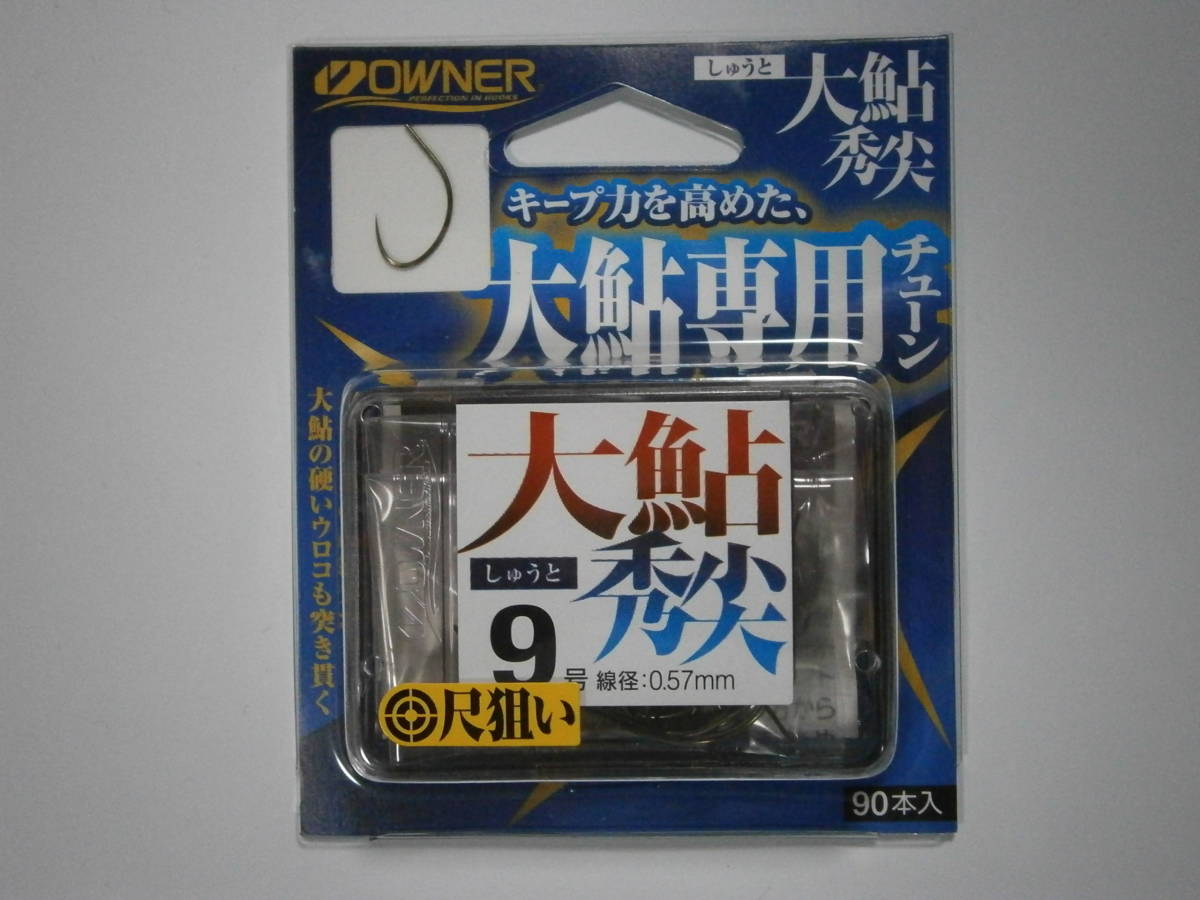 OWNER
PERFECTION IN HOOKS
しゅうと
大鮎
秀尖
キープ力を高めた、
大鮎専用
チューン
大鮎の硬いウロコも突き貫く
OWNER
大鮎
しゅうと
秀尖
9号 線径:0.57mm
尺狙い
から
90本入